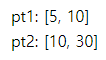 pt1: [5, 10]
pt2: [10, 30]